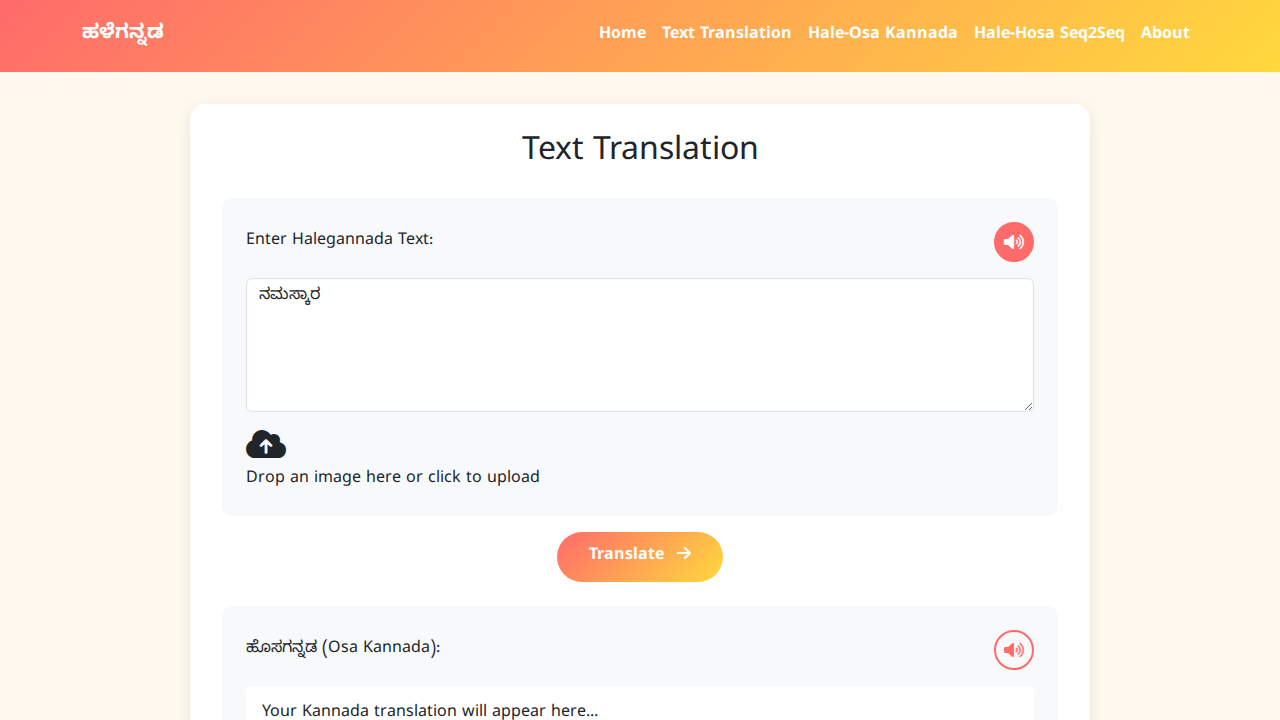 ಹಳೆಗನ್ನಡ
Home Text Translation Hale-Osa Kannada Hale-Hosa Seq2Seq About
Text Translation
Enter Halegannada Text:
ನಮಸ್ಕಾರ
Drop an image here or click to upload
Translate
ಹೊಸಗನ್ನಡ (Osa Kannada):
Your Kannada translation will appear here...